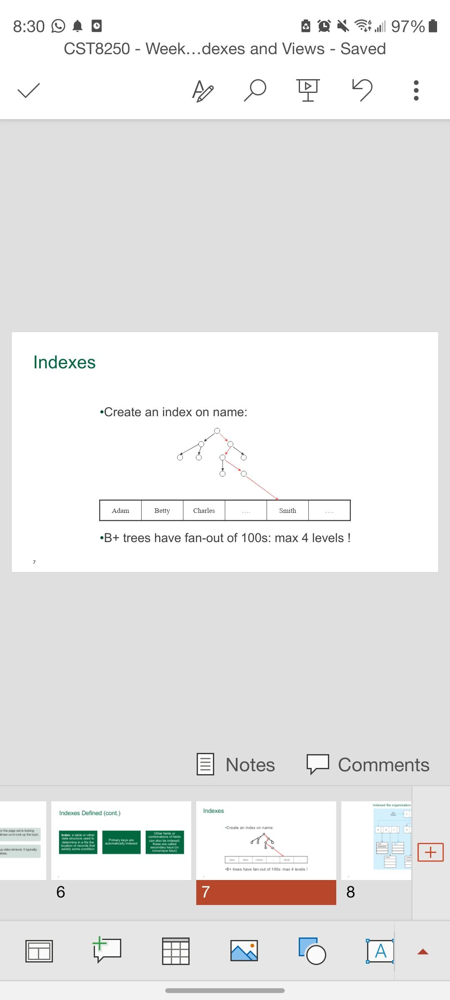 8:30
97%
CST8250 - Week...dexes and Views - Saved
Indexes
•Create an index on name:
Adam Betty Charles .... Smith ....
•B+ trees have fan-out of 100s: max 4 levels !
7
Notes Comments
or the page we're looking
allows us to look up the topic
up data retrieval. It typically
Indexes Defined (cont.)
Index: a table or other
data structure used to
determine in a file the
location of records that
satisfy some condition
Primary keys are
automatically indexed
Other fields or
combinations of fields
can also be indexed;
these are called
secondary keys (or
nonunique keys)
6
Indexes
•Create an index on name:
Adam Betty Charles .... Smith ....
•B+ trees have fan-out of 100s: max 4 levels !
7
Indexed file organization
8